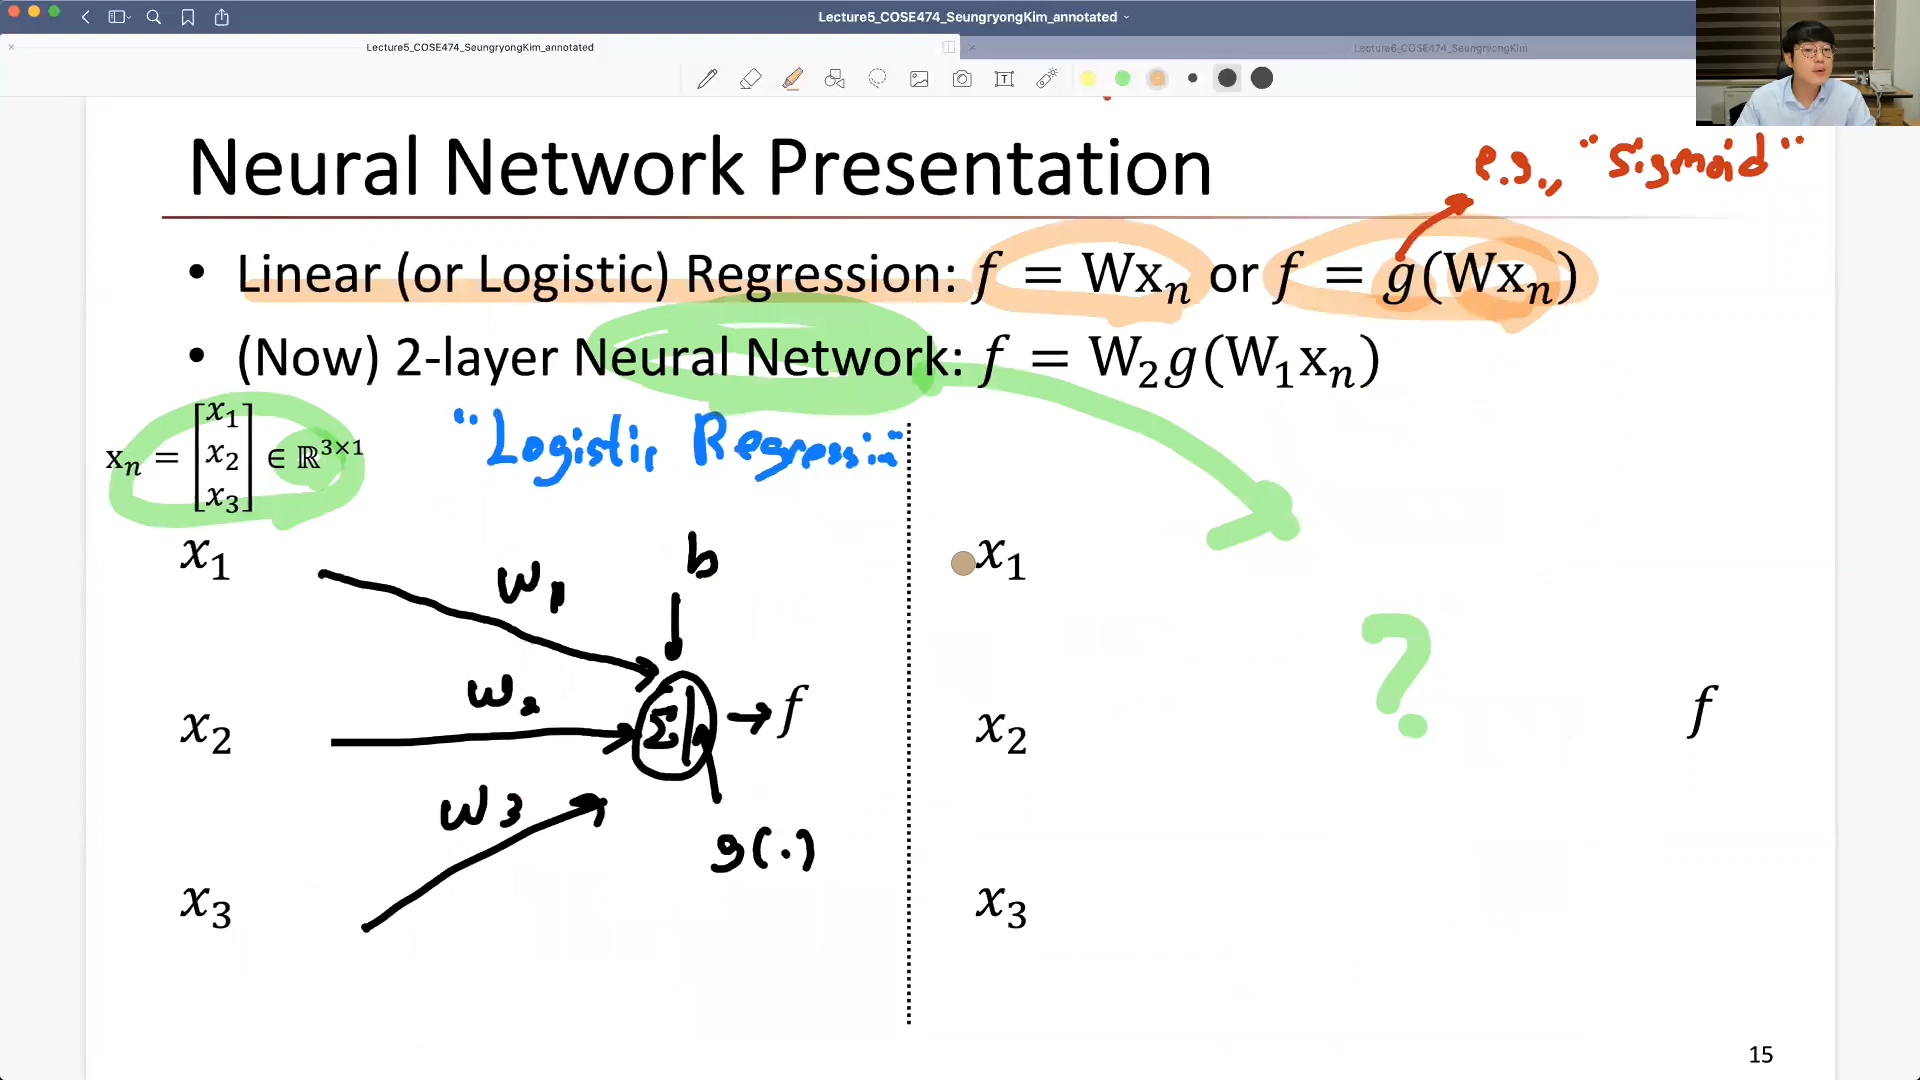 Lecture5_COSE474_SeungryongKim_annotated
Lecture5_COSE474_SeungryongKim_annotated
Lecture6_COSE474_SeungryongKim
Neural Network Presentation
e.g., "Sigmoid"
• Linear (or Logistic) Regression: f = Wxₙ or f = g(Wxₙ)
• (Now) 2-layer Neural Network: f = W₂g(W₁xₙ)
xₙ = [x₁ x₂ x₃] ∈ ℝ³ˣ¹
"Logistic Regression"
x₁
w₁
b
x₁
?
x₂
w₂
Σ
f
x₂
f
w₃
g(·)
x₃
x₃
15